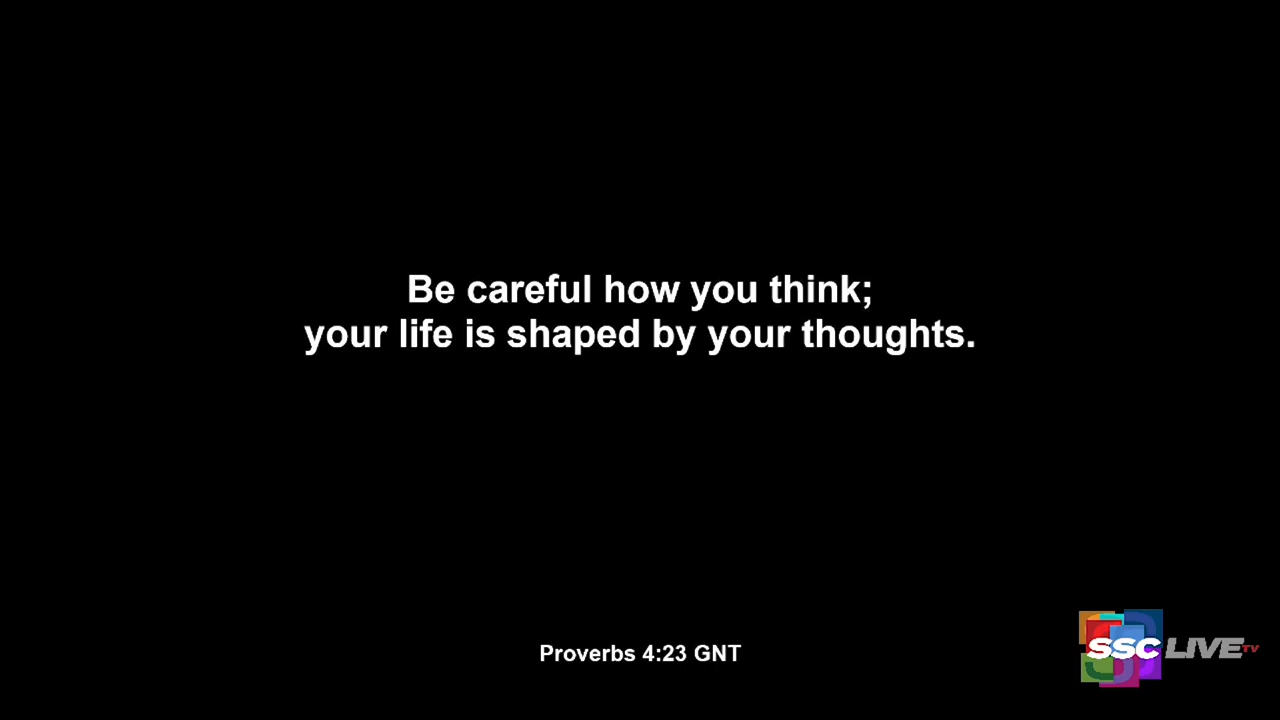 Be careful how you think;
your life is shaped by your thoughts.
Proverbs 4:23 GNT
SSC LIVE TV